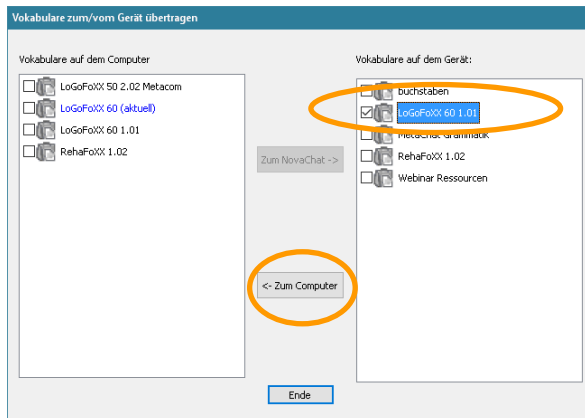 Vokabulare zum/vom Gerät übertragen
Vokabulare auf dem Computer
LoGoFoXX 50 2.02 Metacom
LoGoFoXX 60 (aktuell)
LoGoFoXX 60 1.01
RehaFoXX 1.02
Zum NovaChat ->
<- Zum Computer
Vokabulare auf dem Gerät:
buchstaben
LoGoFoXX 60 1.01
MetaChat Grammatik
RehaFoXX 1.02
Webinar Ressourcen
Ende